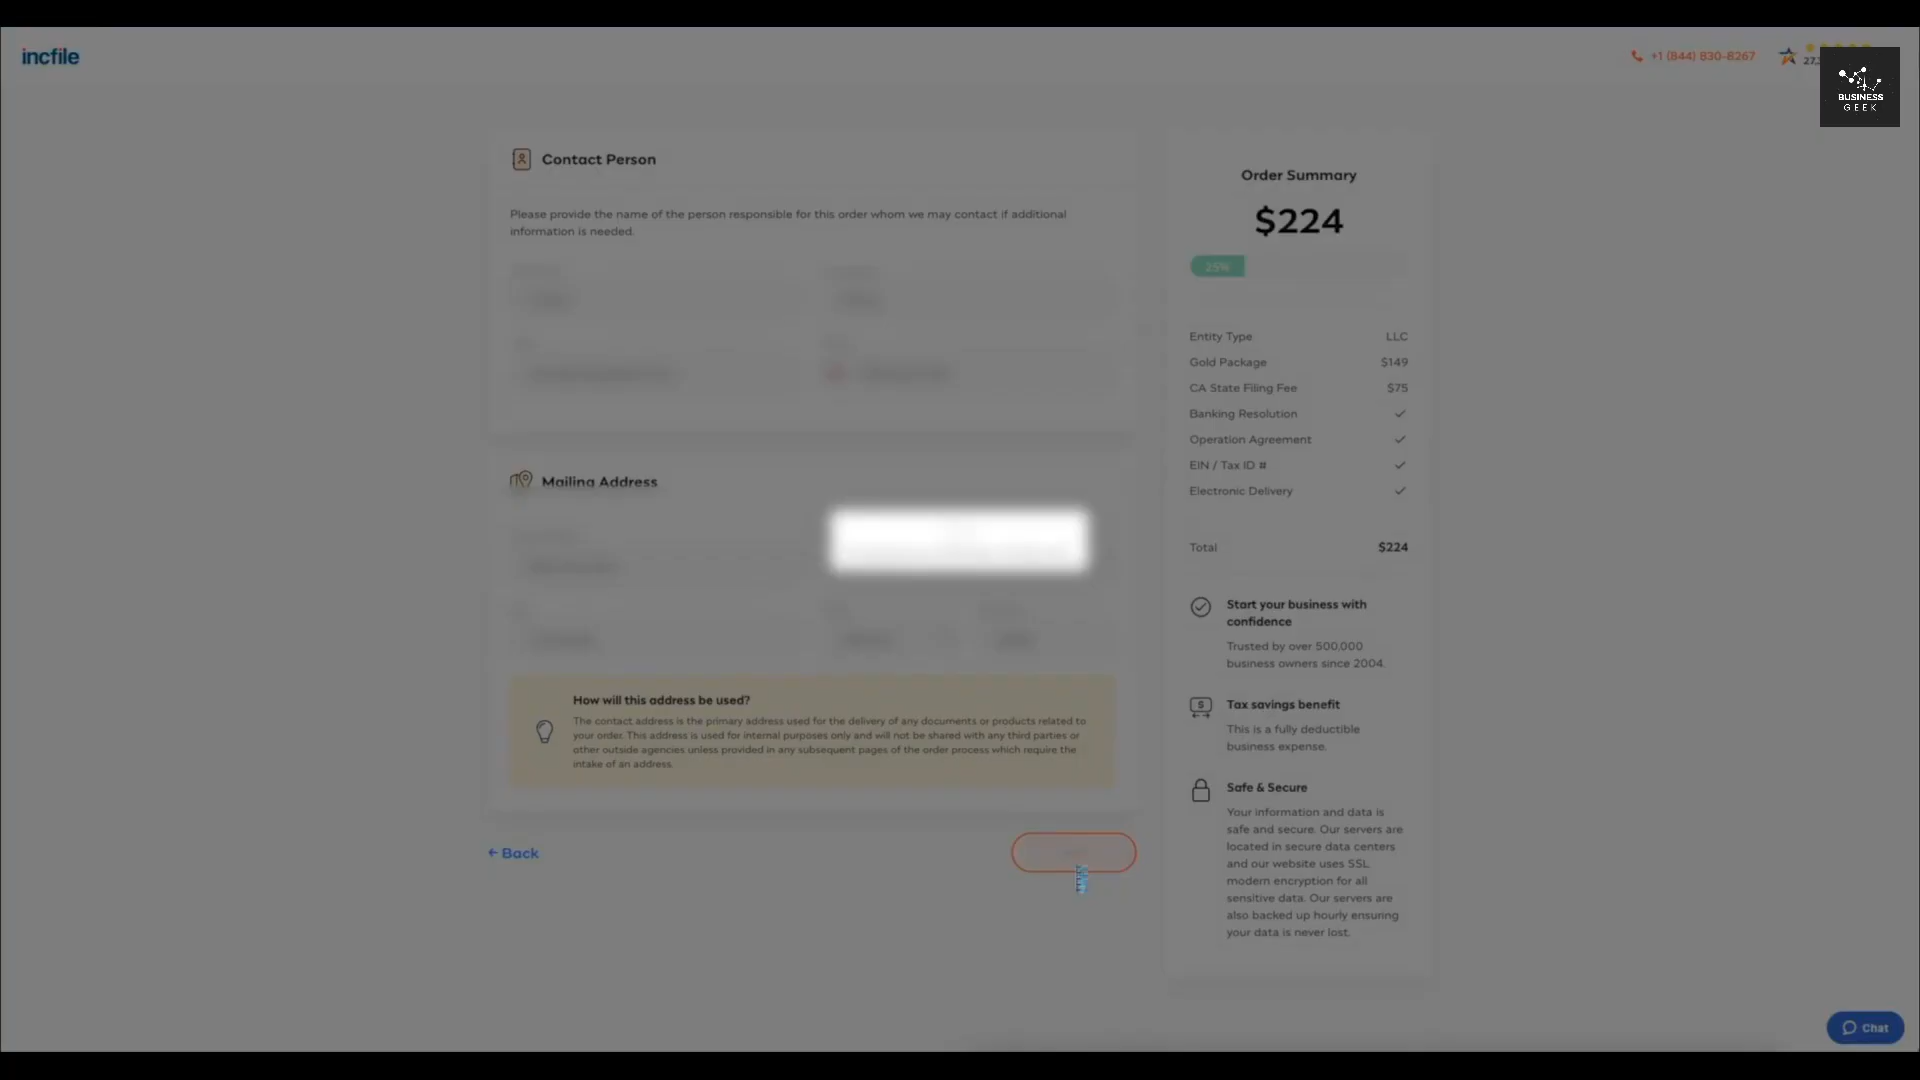 incfile
+1 (844) 830-8267
27,
BUSINESS
GEEK
Contact Person
Please provide the name of the person responsible for this order whom we may contact if additional
information is needed.
Mailing Address
How will this address be used?
The contact address is the primary address used for the delivery of any documents or products related to
your order. This address is used for internal purposes only and will not be shared with any third parties or
other outside agencies unless provided in any subsequent pages of the order process which require the
intake of an address.
← Back
Order Summary
$224
25%
Entity Type LLC
Gold Package $149
CA State Filing Fee $75
Banking Resolution ✓
Operation Agreement ✓
EIN / Tax ID # ✓
Electronic Delivery ✓
Total $224
Start your business with
confidence
Trusted by over 500,000
business owners since 2004.
Tax savings benefit
This is a fully deductible
business expense.
Safe & Secure
Your information and data is
safe and secure. Our servers are
located in secure data centers
and our website uses SSL
modern encryption for all
sensitive data. Our servers are
also backed up hourly ensuring
your data is never lost.
Chat